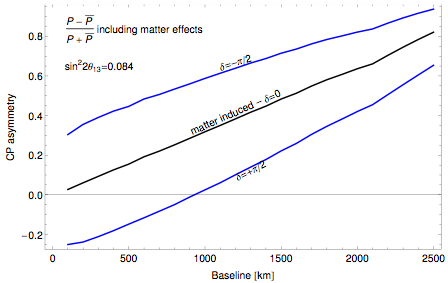 P − P̅
P + P̅ including matter effects
sin²2θ₁₃=0.084
δ=−π/2
matter induced − δ=0
δ=+π/2
CP asymmetry
0.8
0.6
0.4
0.2
0.0
−0.2
0 500 1000 1500 2000 2500
Baseline [km]